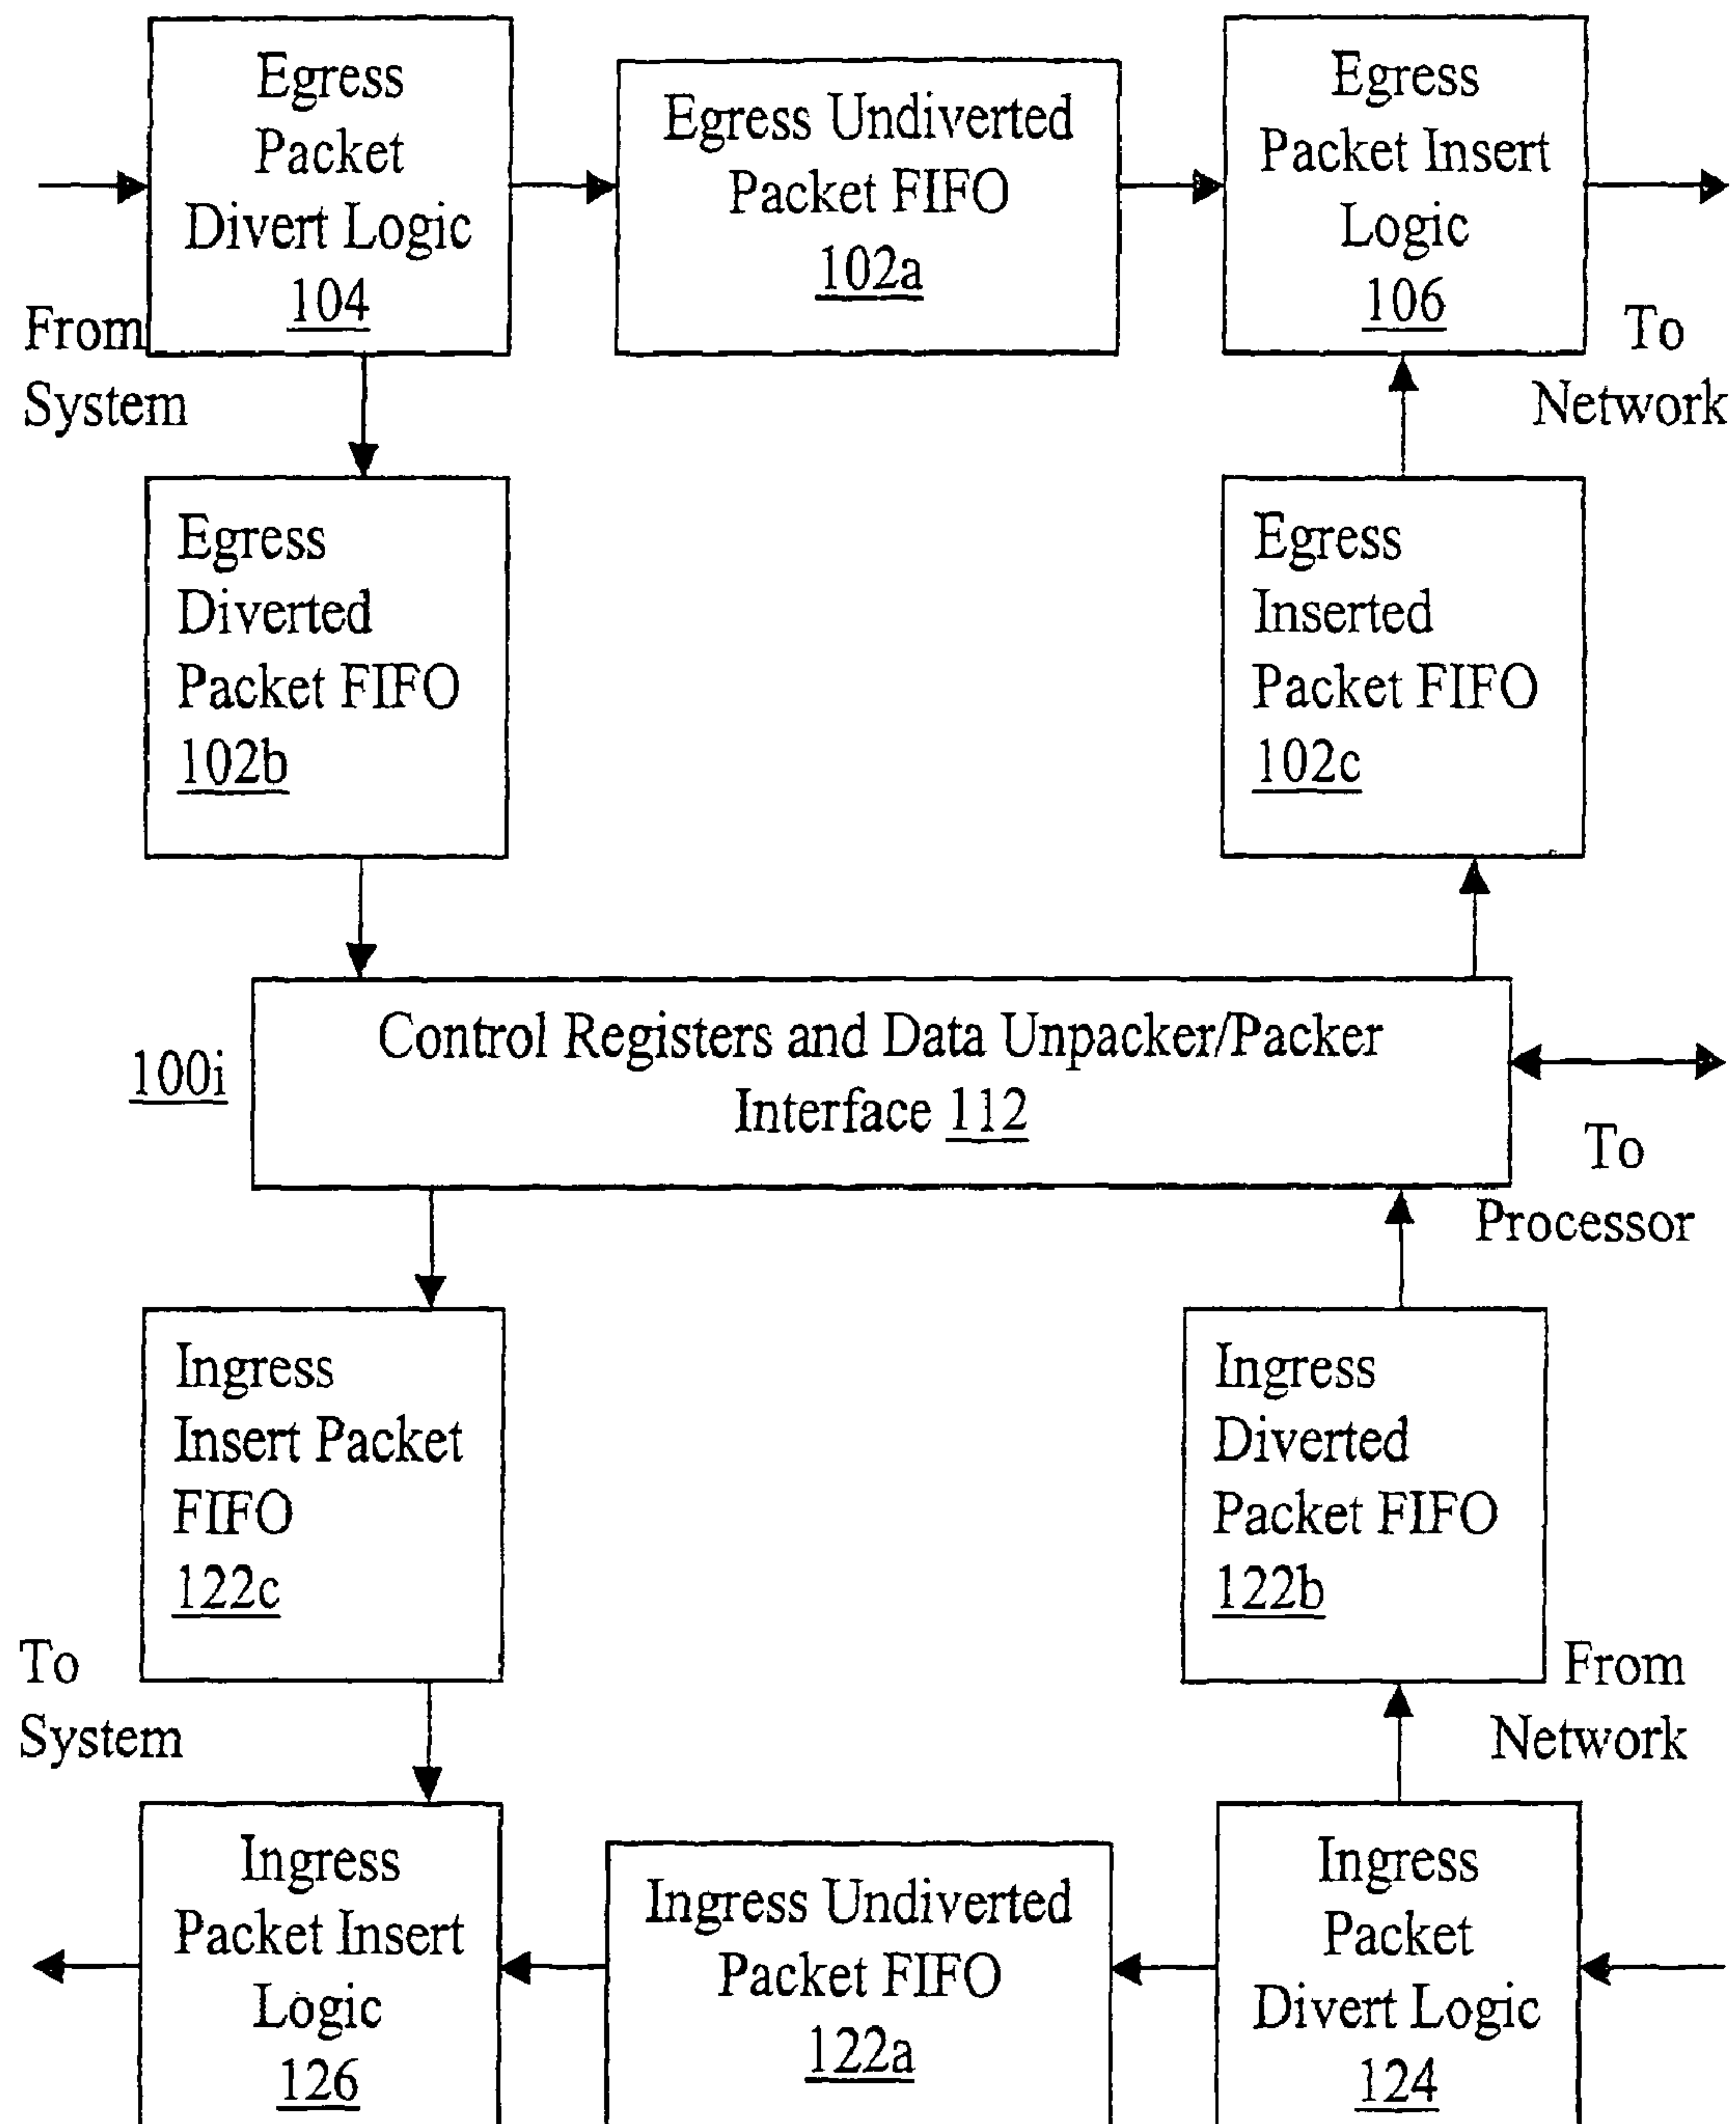 Egress
Packet
Divert Logic
104
Egress Undiverted
Packet FIFO
102a
Egress
Packet Insert
Logic
106
From
System
To
Network
Egress
Diverted
Packet FIFO
102b
Egress
Inserted
Packet FIFO
102c
100i
Control Registers and Data Unpacker/Packer
Interface 112
To
Processor
Ingress
Insert Packet
FIFO
122c
Ingress
Diverted
Packet FIFO
122b
To
System
From
Network
Ingress
Packet Insert
Logic
126
Ingress Undiverted
Packet FIFO
122a
Ingress
Packet
Divert Logic
124